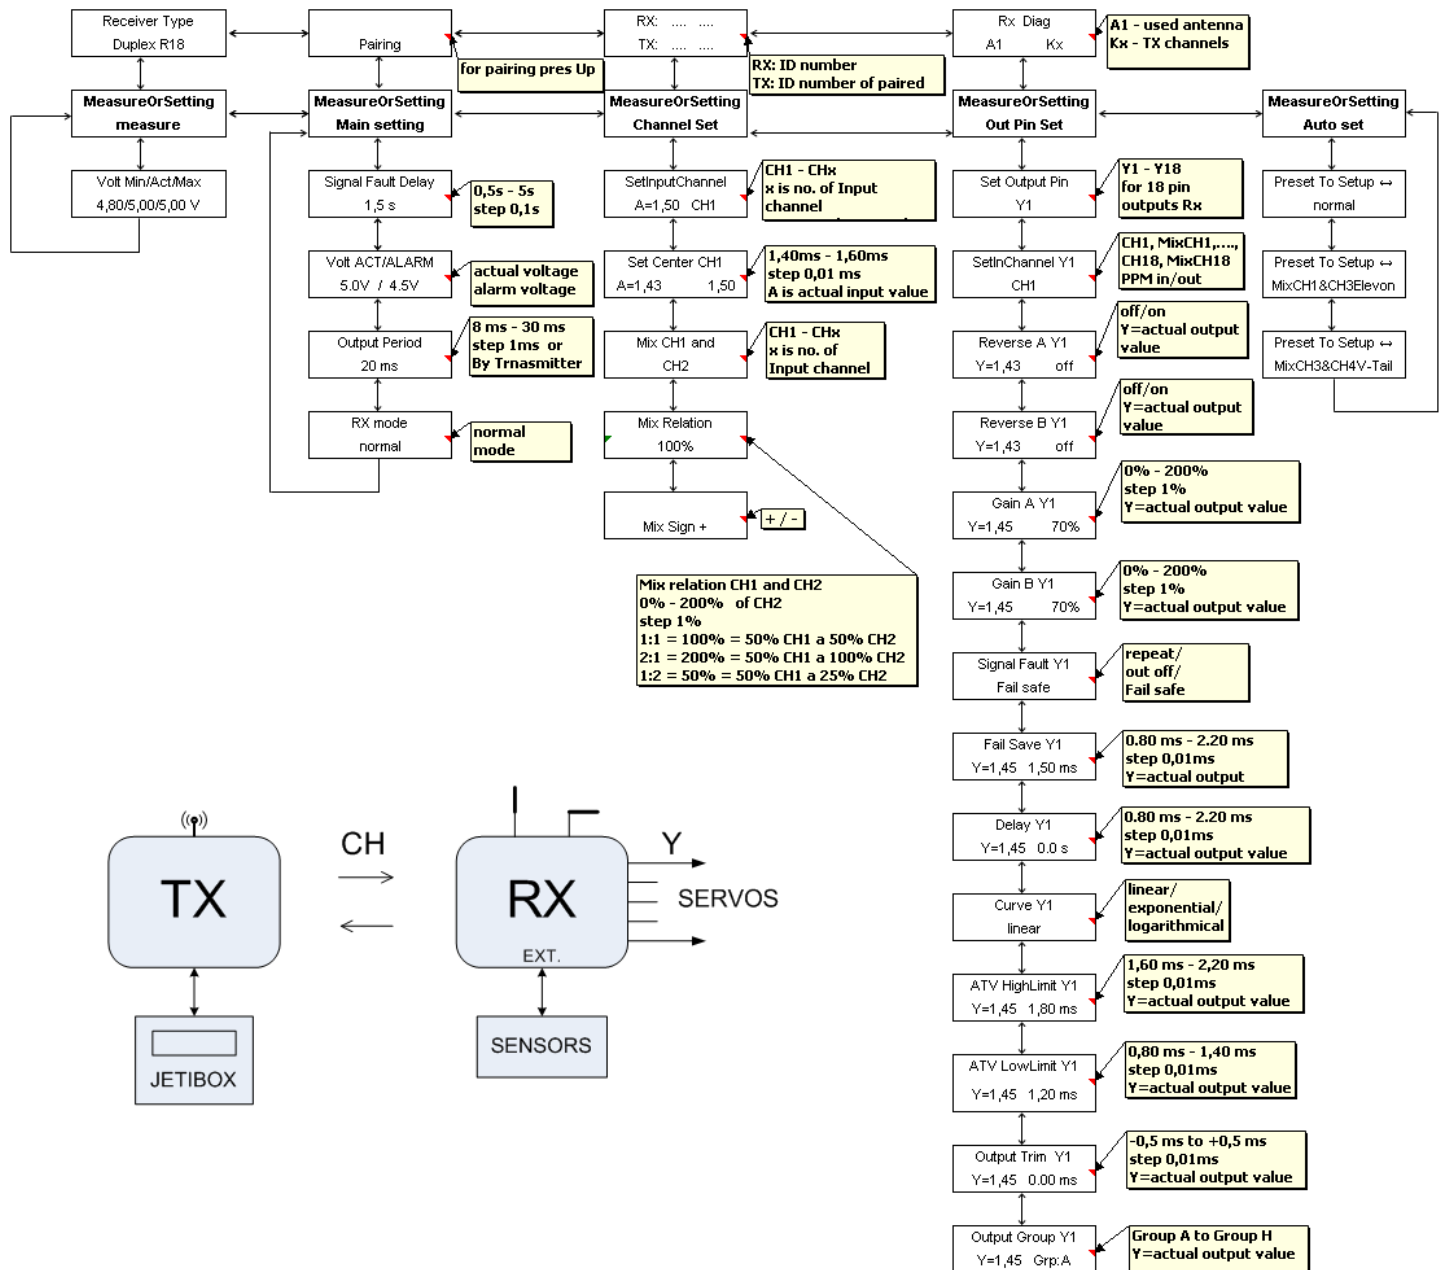 Receiver Type
Duplex R18
Pairing
for pairing pres Up
RX: .... ....
TX: .... ....
RX: ID number
TX: ID number of paired
Rx Diag
A1 Kx
A1 - used antenna
Kx - TX channels
MeasureOrSetting
measure
Volt Min/Act/Max
4,80/5,00/5,00 V
MeasureOrSetting
Main setting
Signal Fault Delay
1,5 s
0,5s - 5s
step 0,1s
Volt ACT/ALARM
5.0V / 4.5V
actual voltage
alarm voltage
Output Period
20 ms
8 ms - 30 ms
step 1ms or
By Trnasmitter
RX mode
normal
normal
mode
MeasureOrSetting
Channel Set
SetInputChannel
A=1,50 CH1
CH1 - CHx
x is no. of Input
channel
Set Center CH1
A=1,43 1,50
1,40ms - 1,60ms
step 0,01 ms
A is actual input value
Mix CH1 and
CH2
CH1 - CHx
x is no. of
Input channel
Mix Relation
100%
Mix Sign +
+ / -
Mix relation CH1 and CH2
0% - 200% of CH2
step 1%
1:1 = 100% = 50% CH1 a 50% CH2
2:1 = 200% = 50% CH1 a 100% CH2
1:2 = 50% = 50% CH1 a 25% CH2
MeasureOrSetting
Out Pin Set
Set Output Pin
Y1
Y1 - Y18
for 18 pin
outputs Rx
SetInChannel Y1
CH1
CH1, MixCH1,....,
CH18, MixCH18
PPM in/out
Reverse A Y1
Y=1,43 off
off/on
Y=actual output
value
Reverse B Y1
Y=1,43 off
off/on
Y=actual output
value
Gain A Y1
Y=1,45 70%
0% - 200%
step 1%
Y=actual output value
Gain B Y1
Y=1,45 70%
0% - 200%
step 1%
Y=actual output value
Signal Fault Y1
Fail safe
repeat/
out off/
Fail safe
Fail Save Y1
Y=1,45 1,50 ms
0.80 ms - 2.20 ms
step 0,01ms
Y=actual output
Delay Y1
Y=1,45 0.0 s
0.80 ms - 2.20 ms
step 0,01ms
Y=actual output value
Curve Y1
linear
linear/
exponential/
logarithmical
ATV HighLimit Y1
Y=1,45 1,80 ms
1,60 ms - 2,20 ms
step 0,01ms
Y=actual output value
ATV LowLimit Y1
Y=1,45 1,20 ms
0,80 ms - 1,40 ms
step 0,01ms
Y=actual output value
Output Trim Y1
Y=1,45 0.00 ms
-0,5 ms to +0,5 ms
step 0,01ms
Y=actual output value
Output Group Y1
Y=1,45 Grp:A
Group A to Group H
Y=actual output value
MeasureOrSetting
Auto set
Preset To Setup ↔
normal
Preset To Setup ↔
MixCH1&CH3Elevon
Preset To Setup ↔
MixCH3&CH4V-Tail
TX
CH
RX
EXT.
Y
SERVOS
JETIBOX
SENSORS